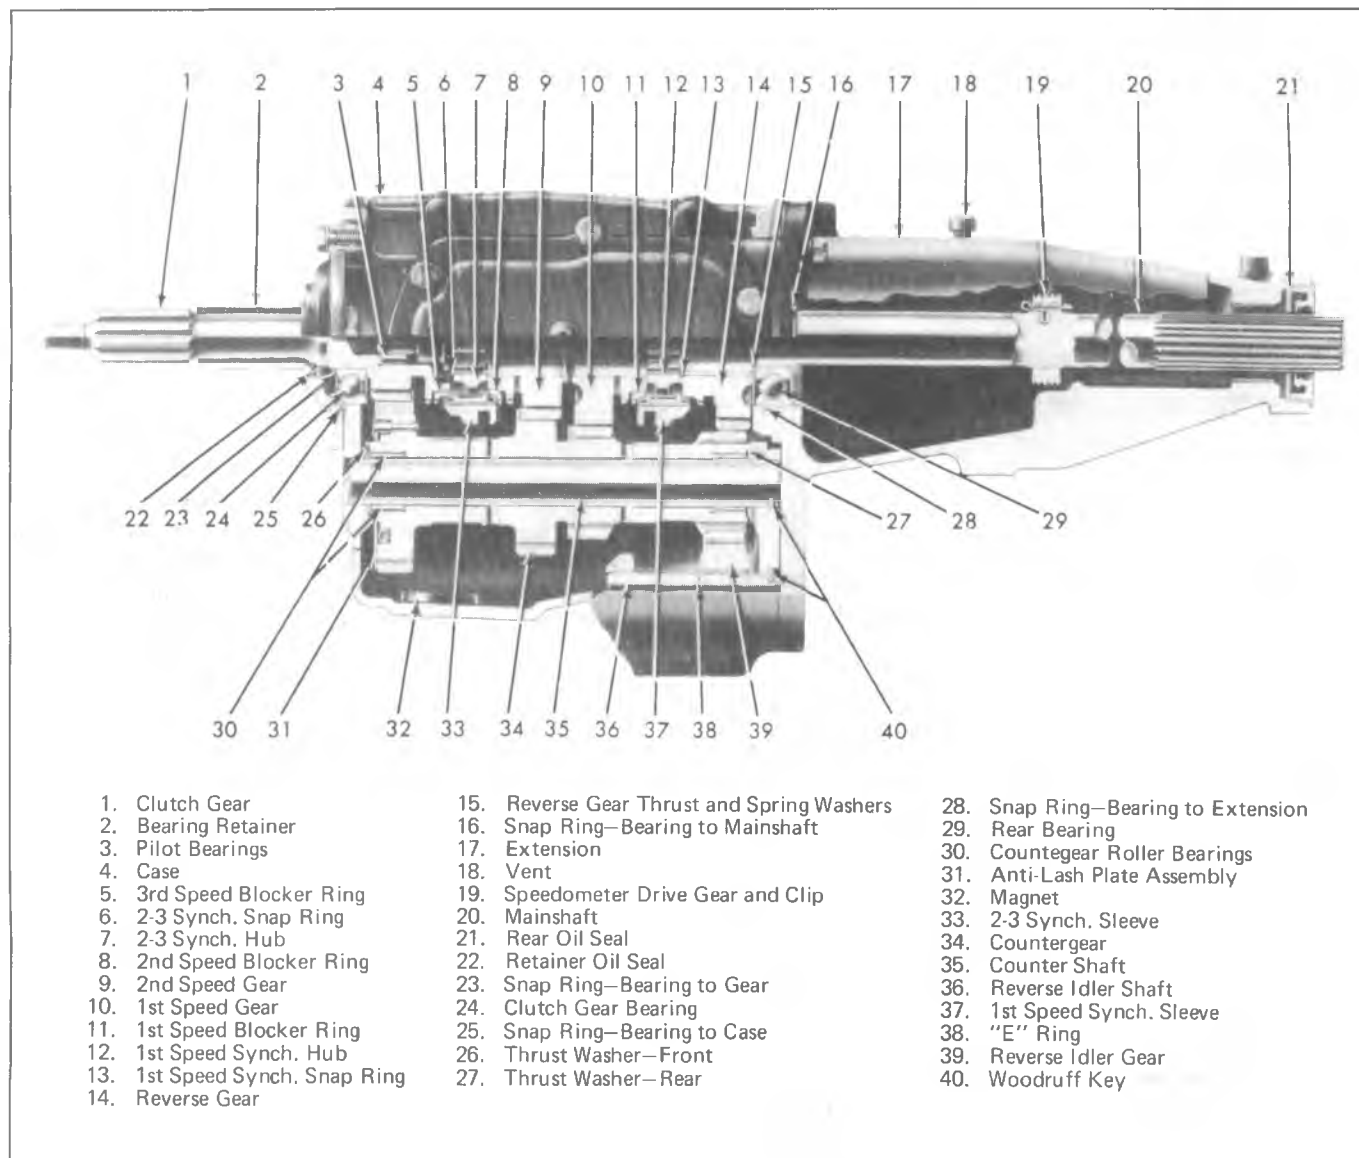 1 2 3 4 5 6 7 8 9 10 11 12 13 14 15 16 17 18 19 20 21
22 23 24 25 26 27 28 29
30 31 32 33 34 35 36 37 38 39 40
1. Clutch Gear
2. Bearing Retainer
3. Pilot Bearings
4. Case
5. 3rd Speed Blocker Ring
6. 2-3 Synch. Snap Ring
7. 2-3 Synch. Hub
8. 2nd Speed Blocker Ring
9. 2nd Speed Gear
10. 1st Speed Gear
11. 1st Speed Blocker Ring
12. 1st Speed Synch. Hub
13. 1st Speed Synch. Snap Ring
14. Reverse Gear
15. Reverse Gear Thrust and Spring Washers
16. Snap Ring—Bearing to Mainshaft
17. Extension
18. Vent
19. Speedometer Drive Gear and Clip
20. Mainshaft
21. Rear Oil Seal
22. Retainer Oil Seal
23. Snap Ring—Bearing to Gear
24. Clutch Gear Bearing
25. Snap Ring—Bearing to Case
26. Thrust Washer—Front
27. Thrust Washer—Rear
28. Snap Ring—Bearing to Extension
29. Rear Bearing
30. Countegear Roller Bearings
31. Anti-Lash Plate Assembly
32. Magnet
33. 2-3 Synch. Sleeve
34. Countergear
35. Counter Shaft
36. Reverse Idler Shaft
37. 1st Speed Synch. Sleeve
38. "E" Ring
39. Reverse Idler Gear
40. Woodruff Key